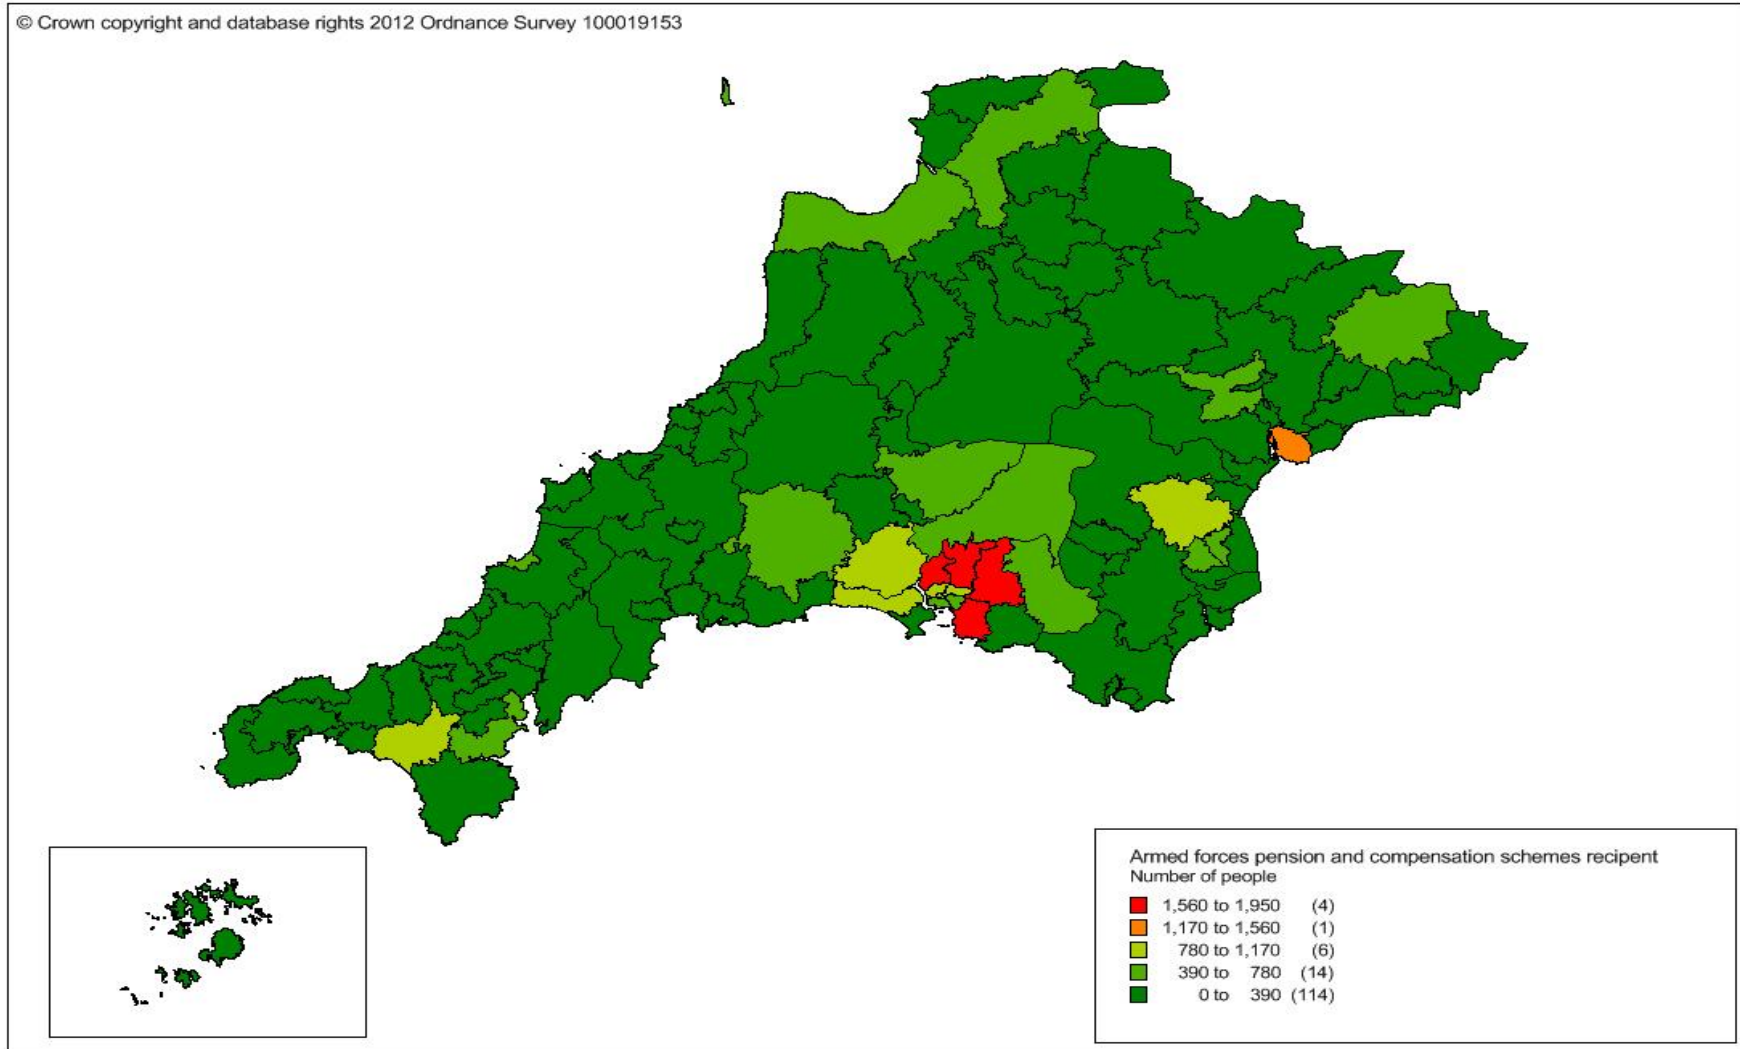 © Crown copyright and database rights 2012 Ordnance Survey 100019153
Armed forces pension and compensation schemes recipent
Number of people
1,560 to 1,950 (4)
1,170 to 1,560 (1)
780 to 1,170 (6)
390 to 780 (14)
0 to 390 (114)